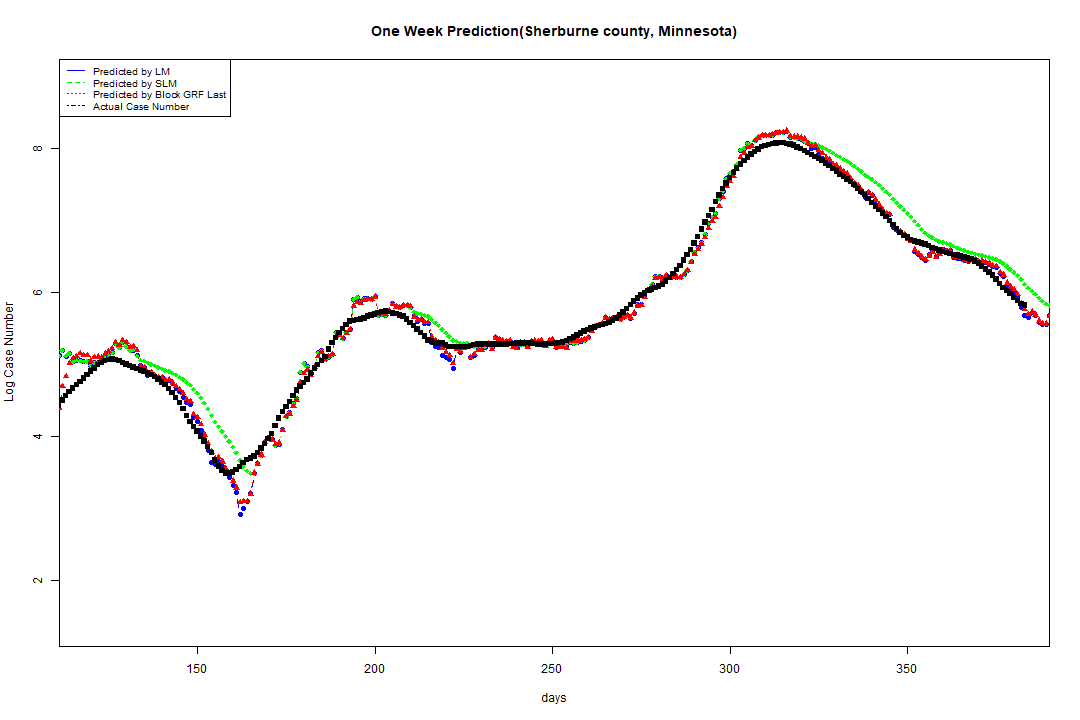 One Week Prediction(Sherburne county, Minnesota)
Predicted by LM
Predicted by SLM
Predicted by Block GRF Last
Actual Case Number
8
6
4
2
Log Case Number
150 200 250 300 350
days